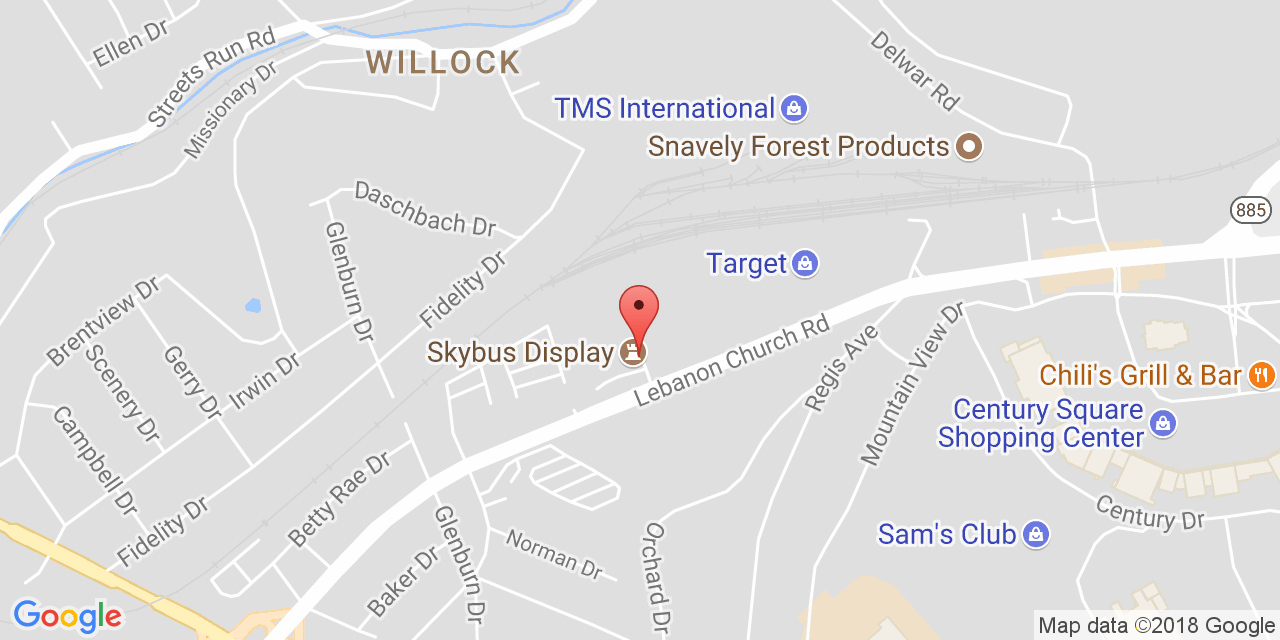 Ellen Dr
Streets Run Rd
Missionary Dr
WILLOCK
Delwar Rd
TMS International
Snavely Forest Products
Daschbach Dr
885
Glenburn Dr
Fidelity Dr
Target
Brentview Dr
Scenery Dr
Gerry Dr
Irwin Dr
Skybus Display
Lebanon Church Rd
Regis Ave
Mountain View Dr
Chili's Grill & Bar
Century Square
Shopping Center
Campbell Dr
Fidelity Dr
Betty Rae Dr
Century Dr
Glenburn Dr
Norman Dr
Orchard Dr
Sam's Club
Baker Dr
Google
Map data ©2018 Google